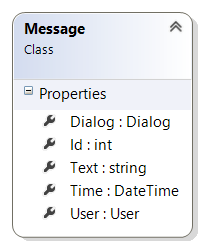 Message
Class
Properties
Dialog : Dialog
Id : int
Text : string
Time : DateTime
User : User